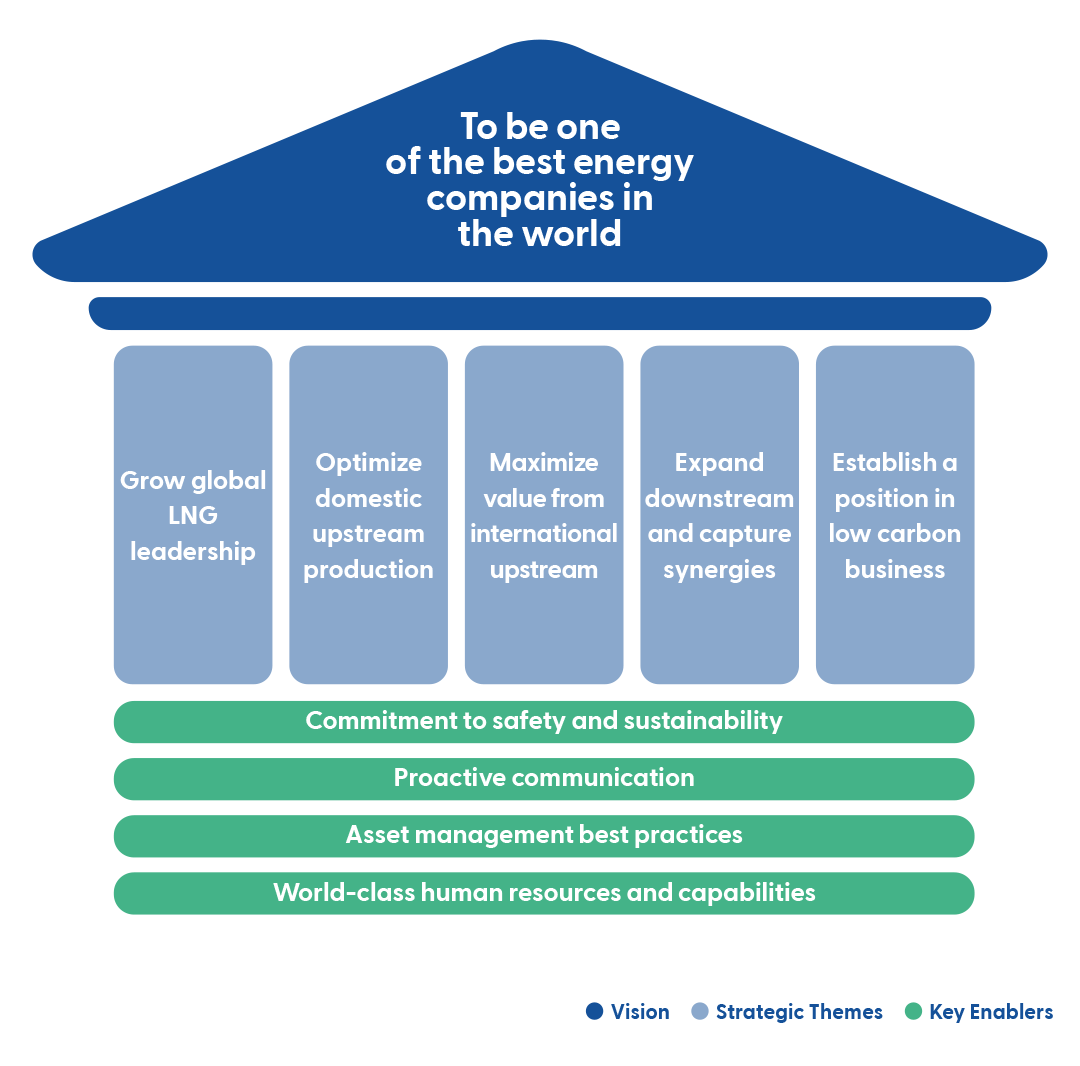 To be one
of the best energy
companies in
the world
Grow global
LNG
leadership
Optimize
domestic
upstream
production
Maximize
value from
international
upstream
Expand
downstream
and capture
synergies
Establish a
position in
low carbon
business
Commitment to safety and sustainability
Proactive communication
Asset management best practices
World-class human resources and capabilities
Vision
Strategic Themes
Key Enablers